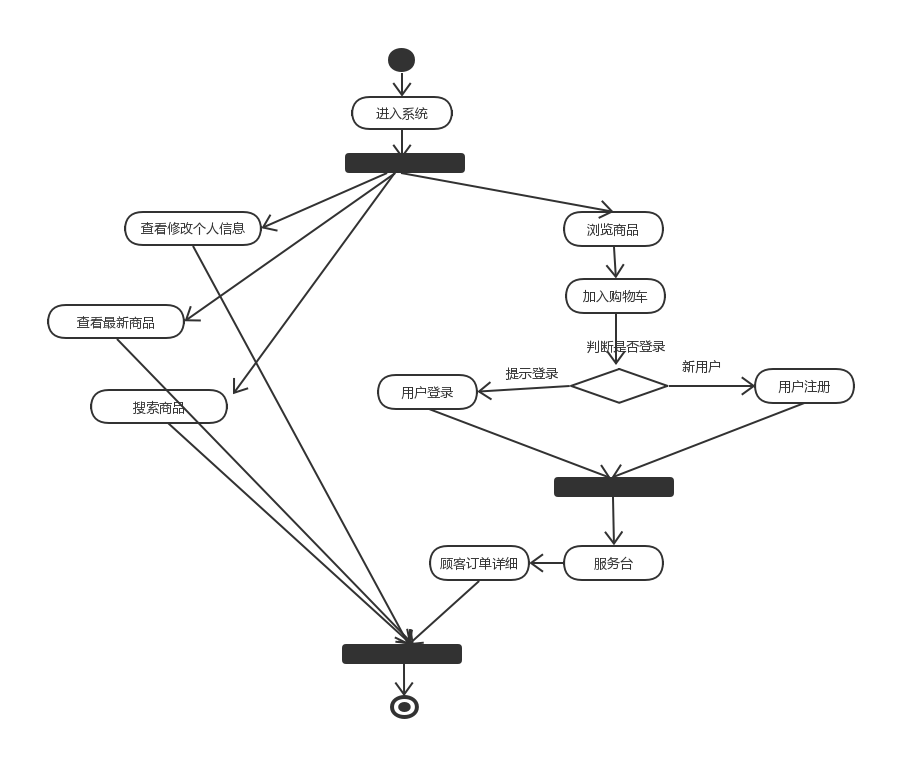 进入系统
查看修改个人信息
浏览商品
加入购物车
查看最新商品
判断是否登录
提示登录
新用户
用户登录
用户注册
搜索商品
顾客订单详细
服务台